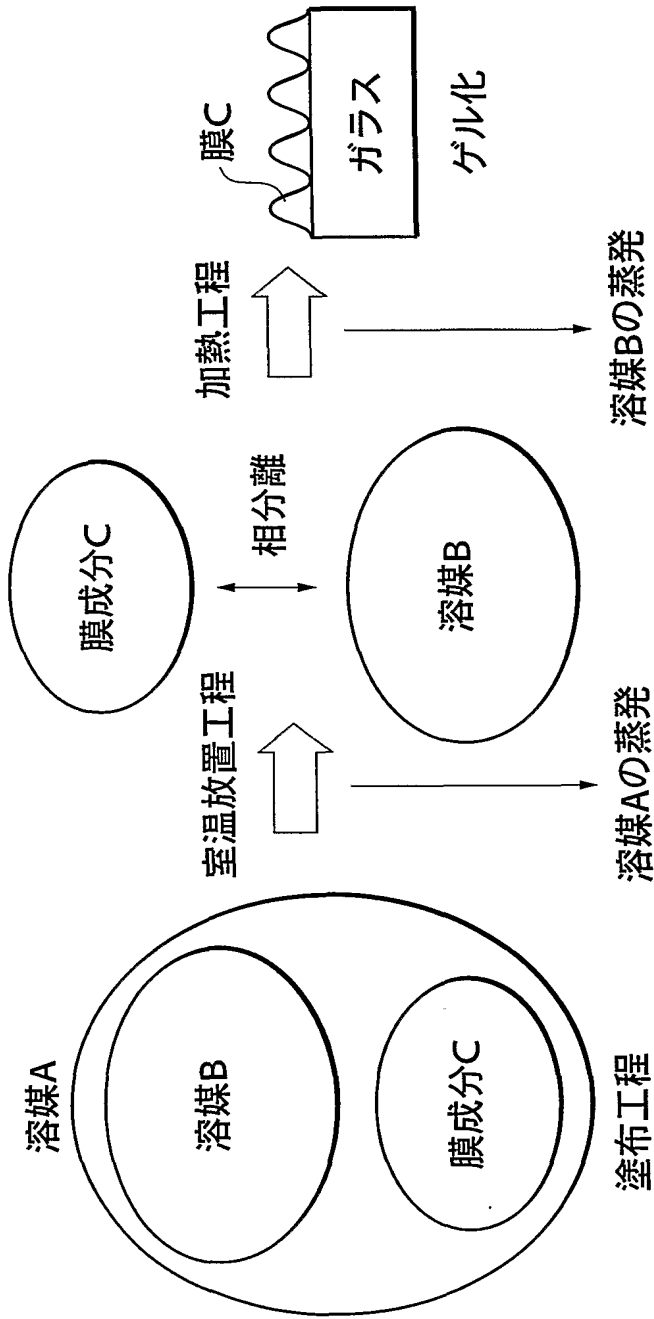 溶媒A
溶媒B
膜成分C
塗布工程
室温放置工程
溶媒Aの蒸発
膜成分C
相分離
溶媒B
加熱工程
溶媒Bの蒸発
膜C
ガラス
ゲル化